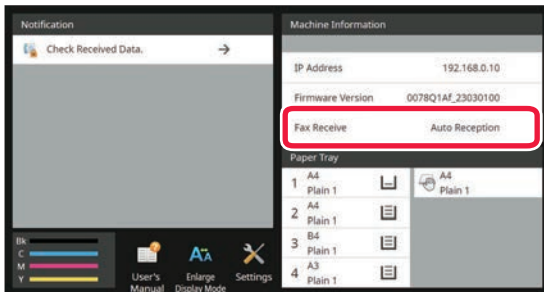 Notification
Check Received Data.
Machine Information
IP Address 192.168.0.10
Firmware Version 0078Q1Af_23030100
Fax Receive Auto Reception
Paper Tray
1 A4 Plain 1
A4 Plain 1
2 A4 Plain 1
3 B4 Plain 1
4 A3 Plain 1
Bk
C
M
Y
User's Manual
Enlarge Display Mode
Settings